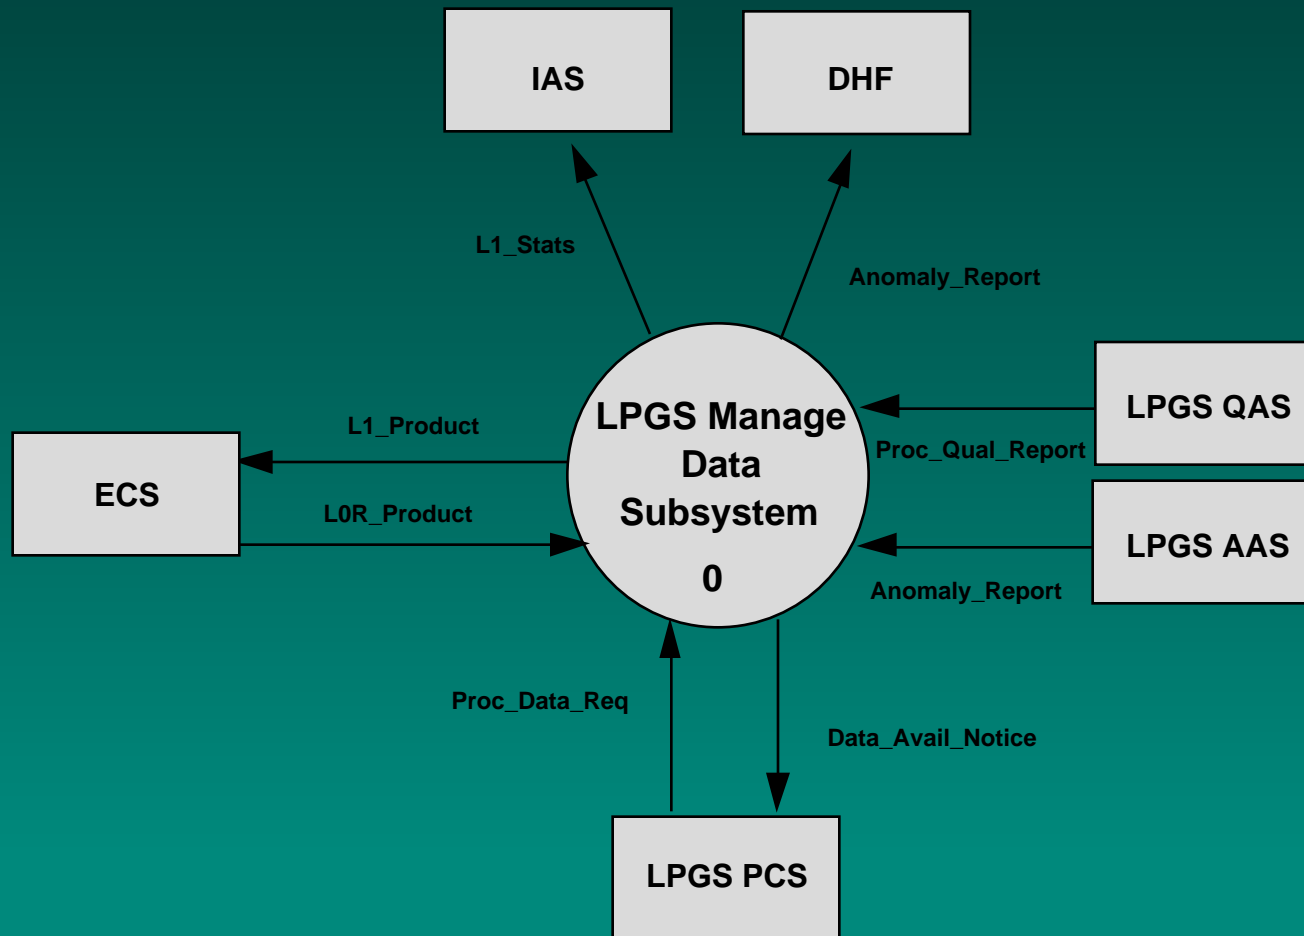 IAS
DHF
L1_Stats
Anomaly_Report
LPGS Manage
Data
Subsystem
0
LPGS QAS
Proc_Qual_Report
L1_Product
ECS
L0R_Product
LPGS AAS
Anomaly_Report
Proc_Data_Req
Data_Avail_Notice
LPGS PCS